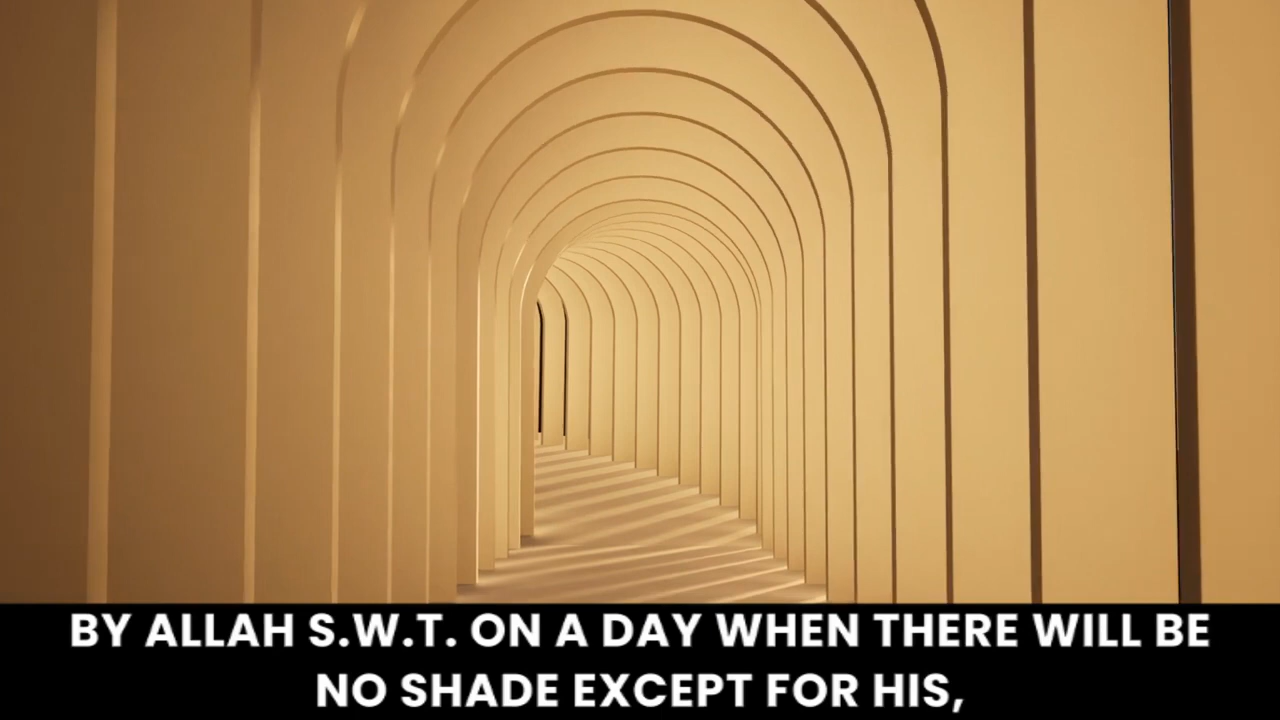 BY ALLAH S.W.T. ON A DAY WHEN THERE WILL BE
NO SHADE EXCEPT FOR HIS,